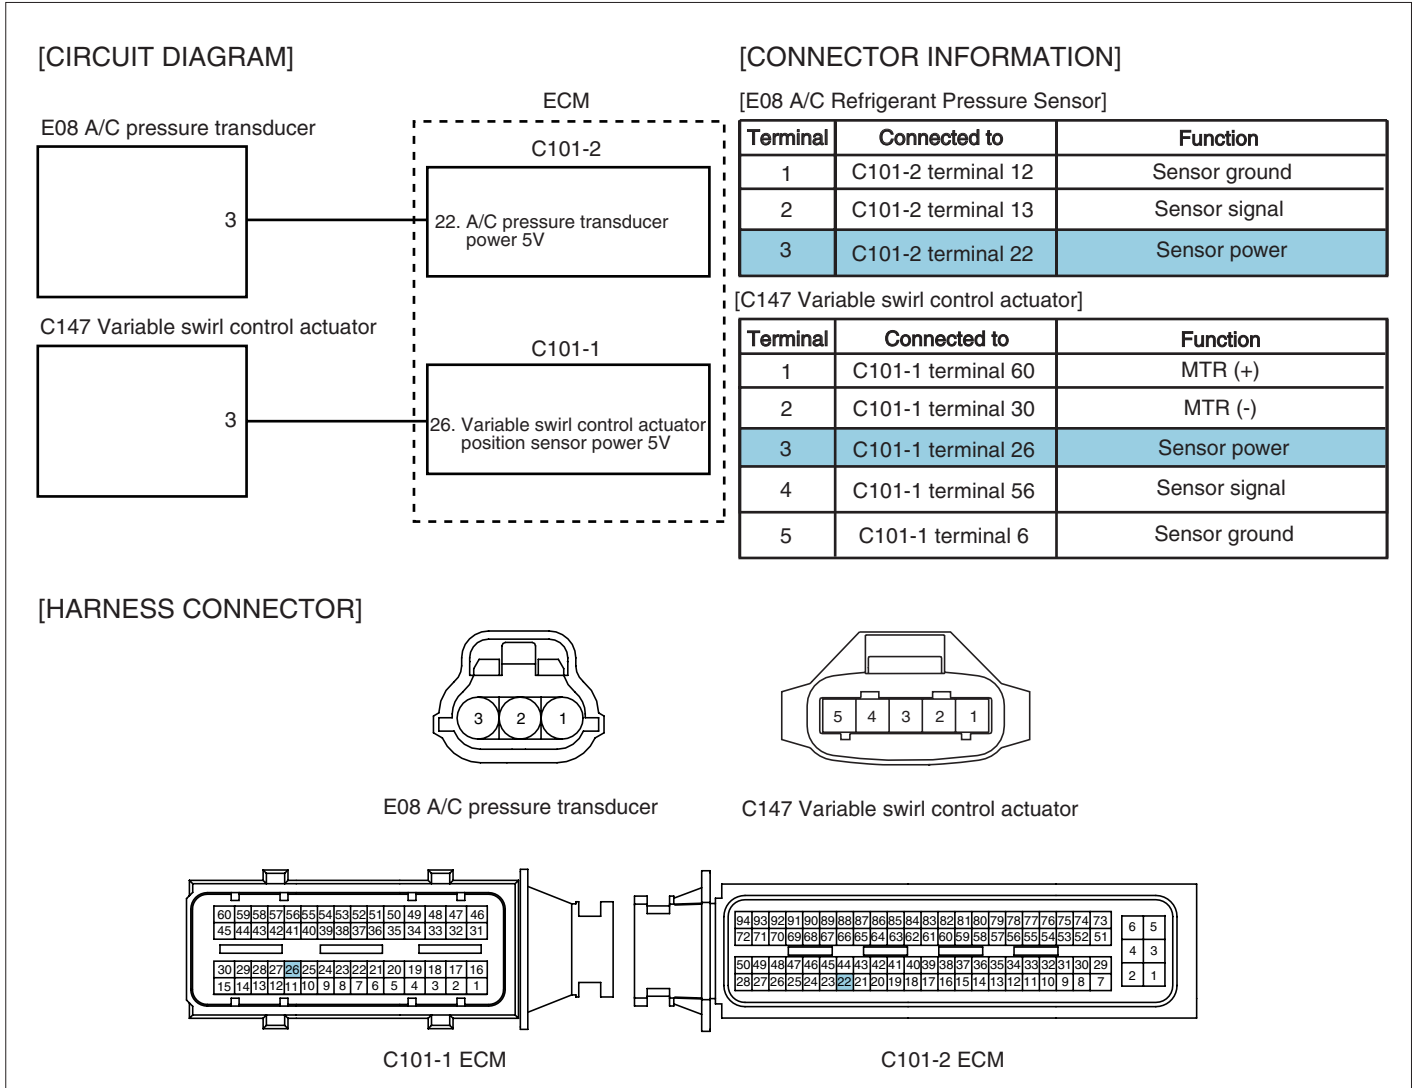 [CIRCUIT DIAGRAM]
E08 A/C pressure transducer
3
C147 Variable swirl control actuator
3
ECM
C101-2
22. A/C pressure transducer
power 5V
C101-1
26. Variable swirl control actuator
position sensor power 5V
[CONNECTOR INFORMATION]
[E08 A/C Refrigerant Pressure Sensor]
Terminal Connected to Function
1 C101-2 terminal 12 Sensor ground
2 C101-2 terminal 13 Sensor signal
3 C101-2 terminal 22 Sensor power
[C147 Variable swirl control actuator]
Terminal Connected to Function
1 C101-1 terminal 60 MTR (+)
2 C101-1 terminal 30 MTR (-)
3 C101-1 terminal 26 Sensor power
4 C101-1 terminal 56 Sensor signal
5 C101-1 terminal 6 Sensor ground
[HARNESS CONNECTOR]
3 2 1
E08 A/C pressure transducer
5 4 3 2 1
C147 Variable swirl control actuator
60 59 58 57 56 55 54 53 52 51 50 49 48 47 46
45 44 43 42 41 40 39 38 37 36 35 34 33 32 31
30 29 28 27 26 25 24 23 22 21 20 19 18 17 16
15 14 13 12 11 10 9 8 7 6 5 4 3 2 1
C101-1 ECM
94 93 92 91 90 89 88 87 86 85 84 83 82 81 80 79 78 77 76 75 74 73
72 71 70 69 68 67 66 65 64 63 62 61 60 59 58 57 56 55 54 53 52 51
50 49 48 47 46 45 44 43 42 41 40 39 38 37 36 35 34 33 32 31 30 29
28 27 26 25 24 23 22 21 20 19 18 17 16 15 14 13 12 11 10 9 8 7
6 5
4 3
2 1
C101-2 ECM